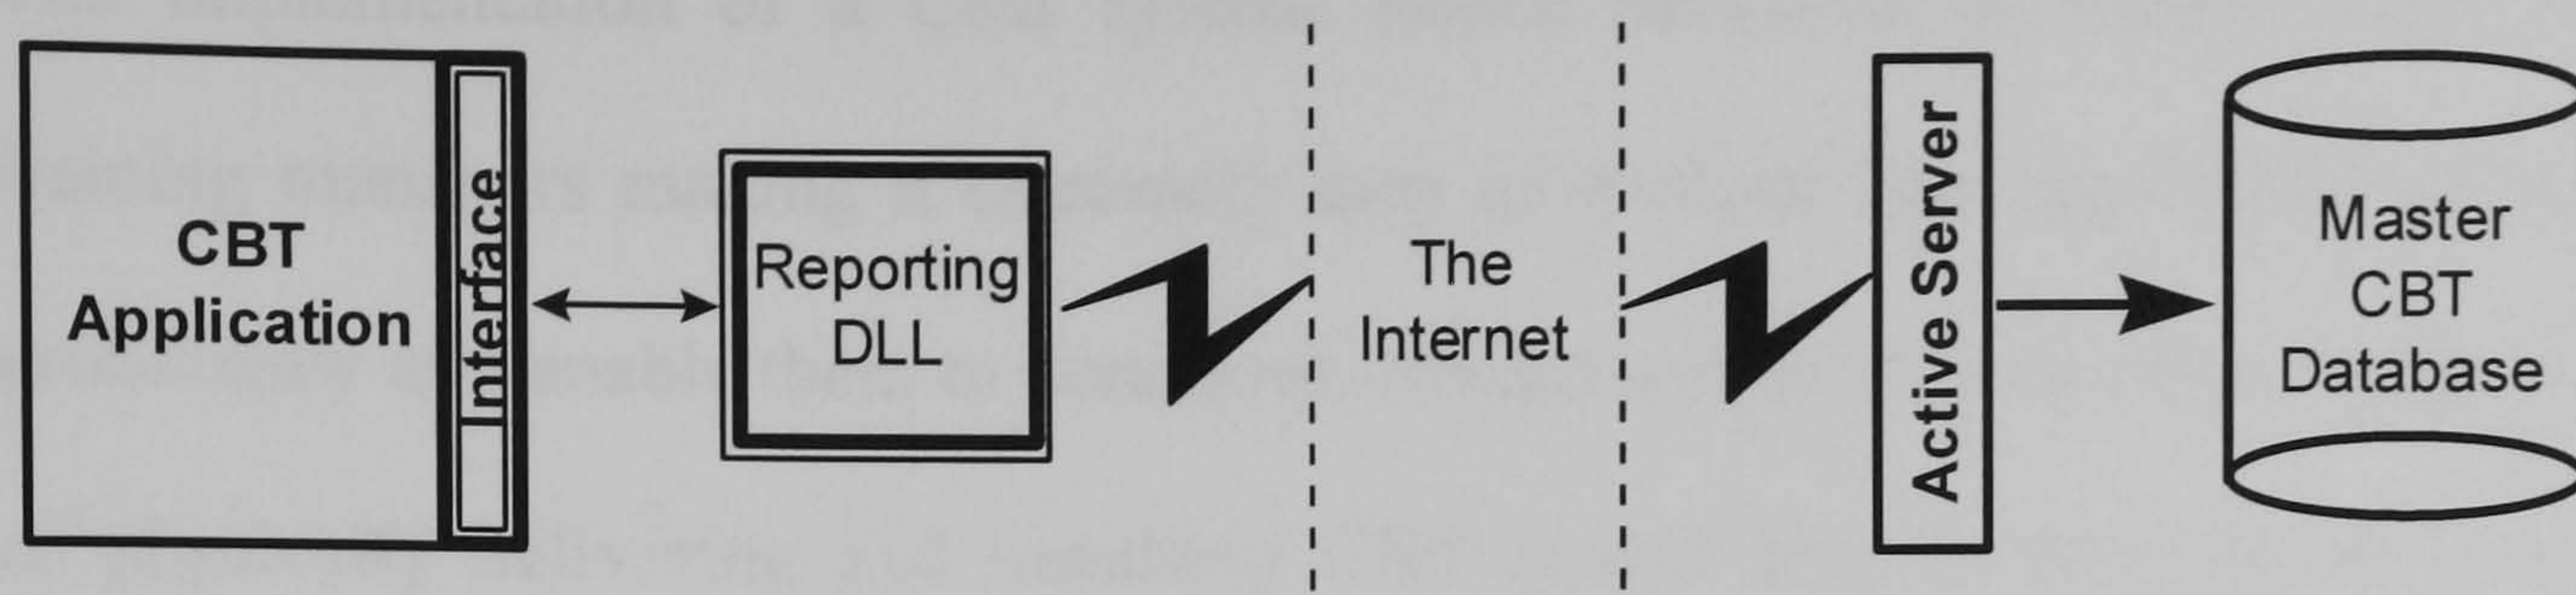 CBT
Application
Interface
Reporting
DLL
The
Internet
Active Server
Master
CBT
Database